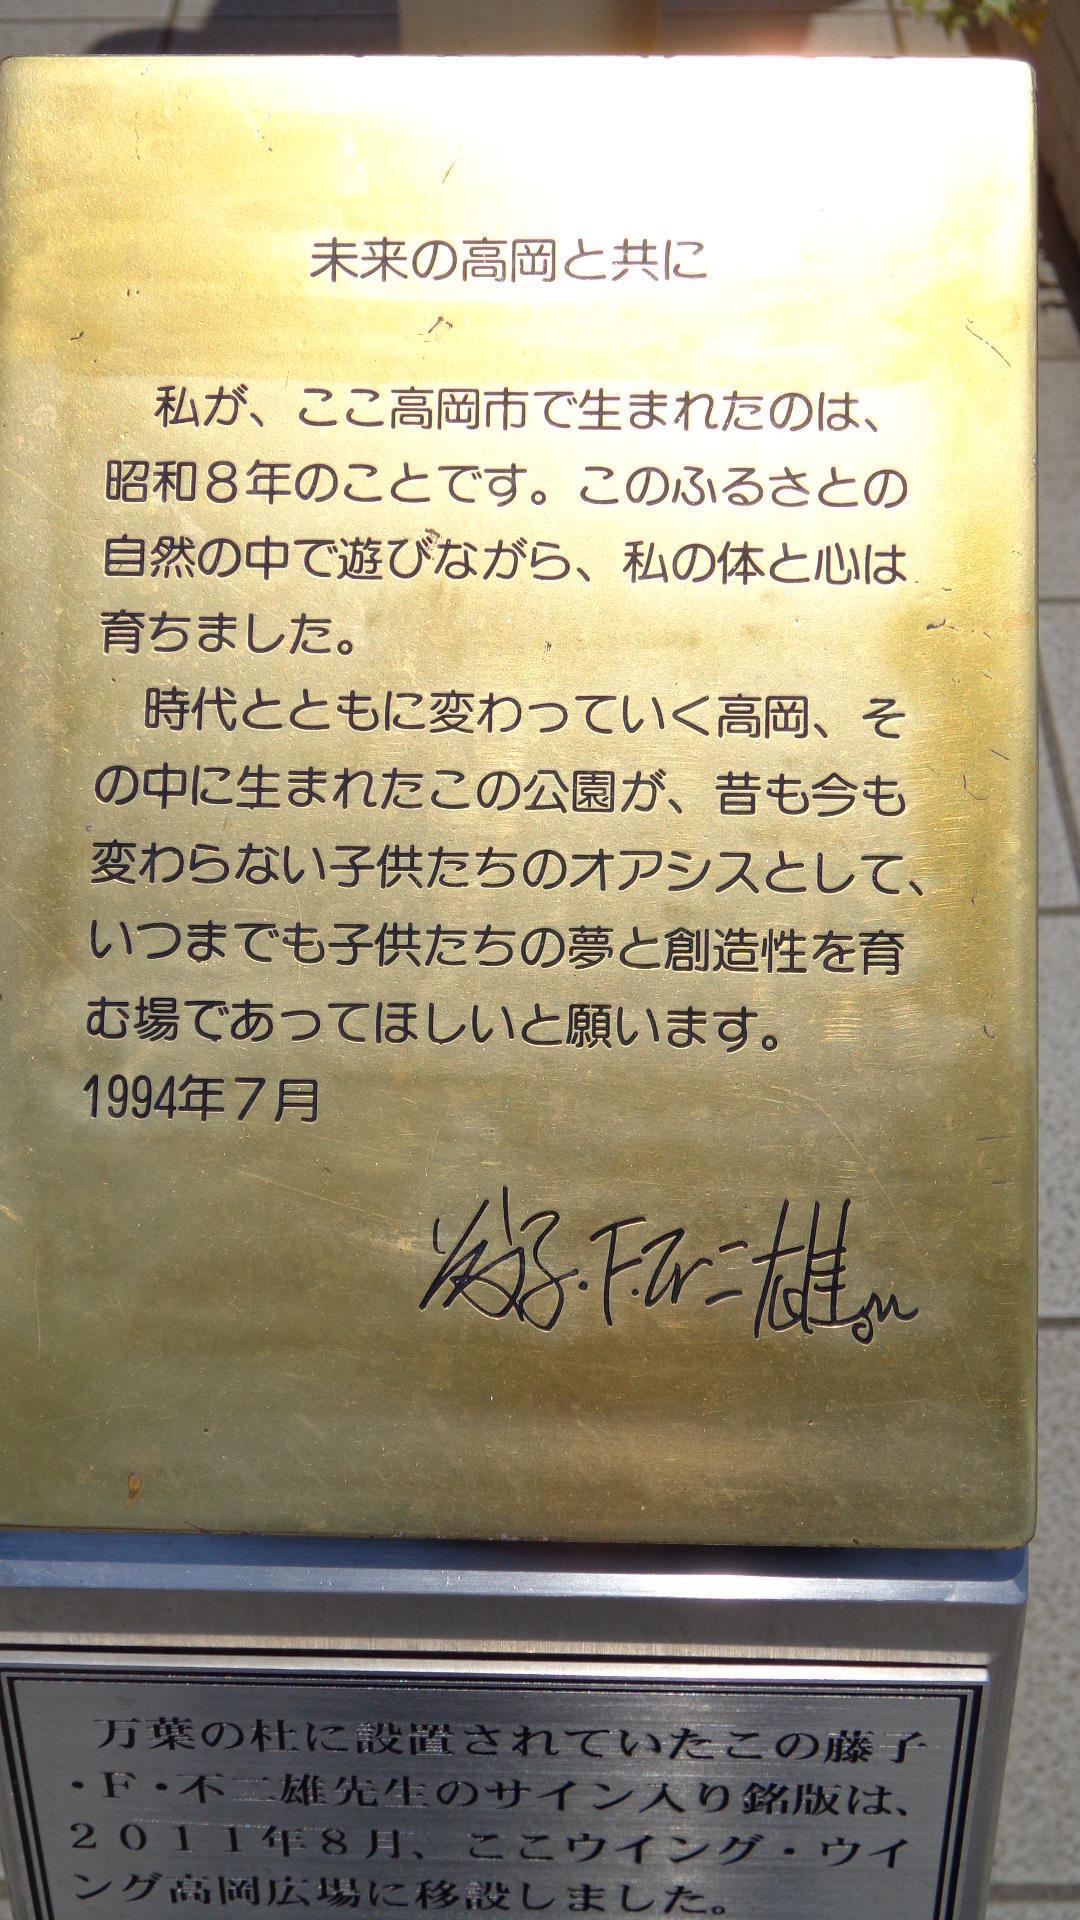 未来の高岡と共に
私が、ここ高岡市で生まれたのは、
昭和8年のことです。このふるさとの
自然の中で遊びながら、私の体と心は
育ちました。
時代とともに変わっていく高岡、そ
の中に生まれたこの公園が、昔も今も
変わらない子供たちのオアシスとして、
いつまでも子供たちの夢と創造性を育
む場であってほしいと願います。
1994年7月
藤子・F・不二雄
万葉の杜に設置されていたこの藤子
・F・不二雄先生のサイン入り銘版は、
2011年8月、ここウイング・ウイ
ング高岡広場に移設しました。